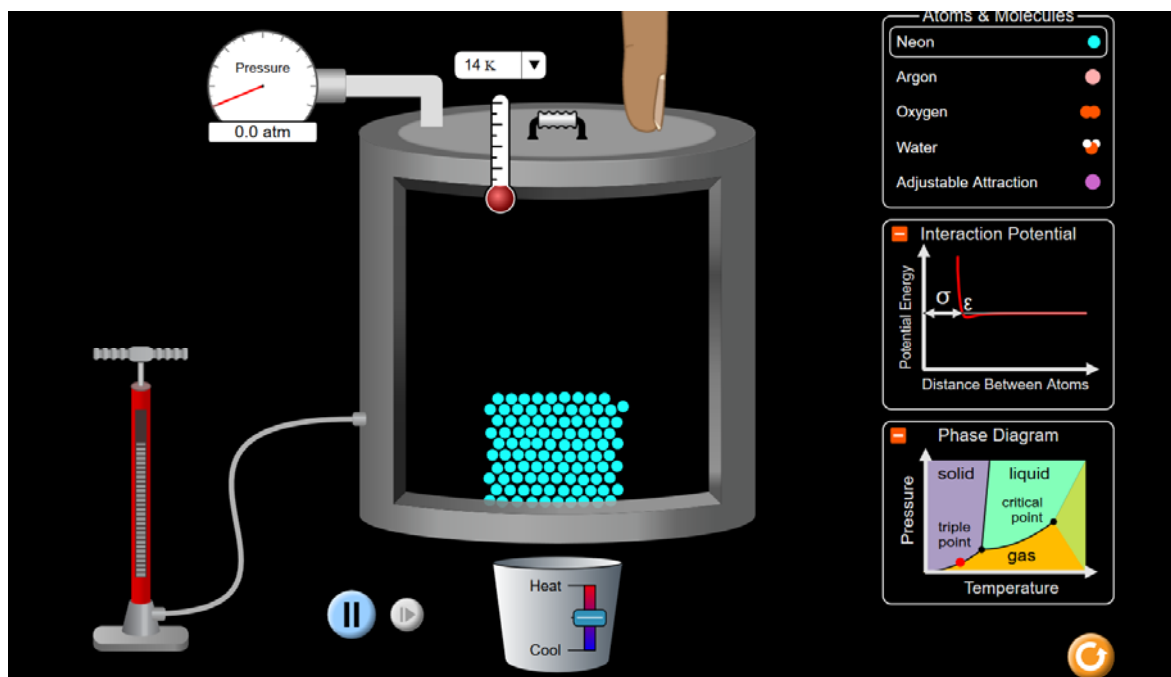 Pressure
0.0 atm
14 K
Atoms & Molecules
Neon
Argon
Oxygen
Water
Adjustable Attraction
Interaction Potential
Potential Energy
σ
ε
Distance Between Atoms
Phase Diagram
Pressure
solid
liquid
critical
point
triple
point
gas
Temperature
Heat
Cool